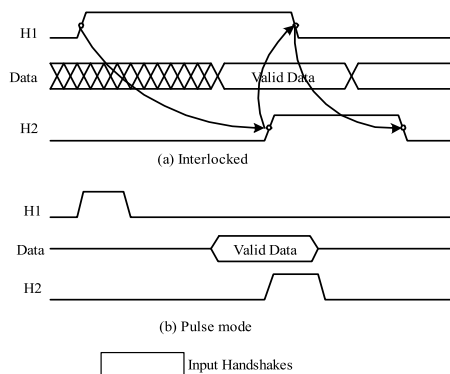 H1
Data
Valid Data
H2
(a) Interlocked
H1
Data
Valid Data
H2
(b) Pulse mode
Input Handshakes